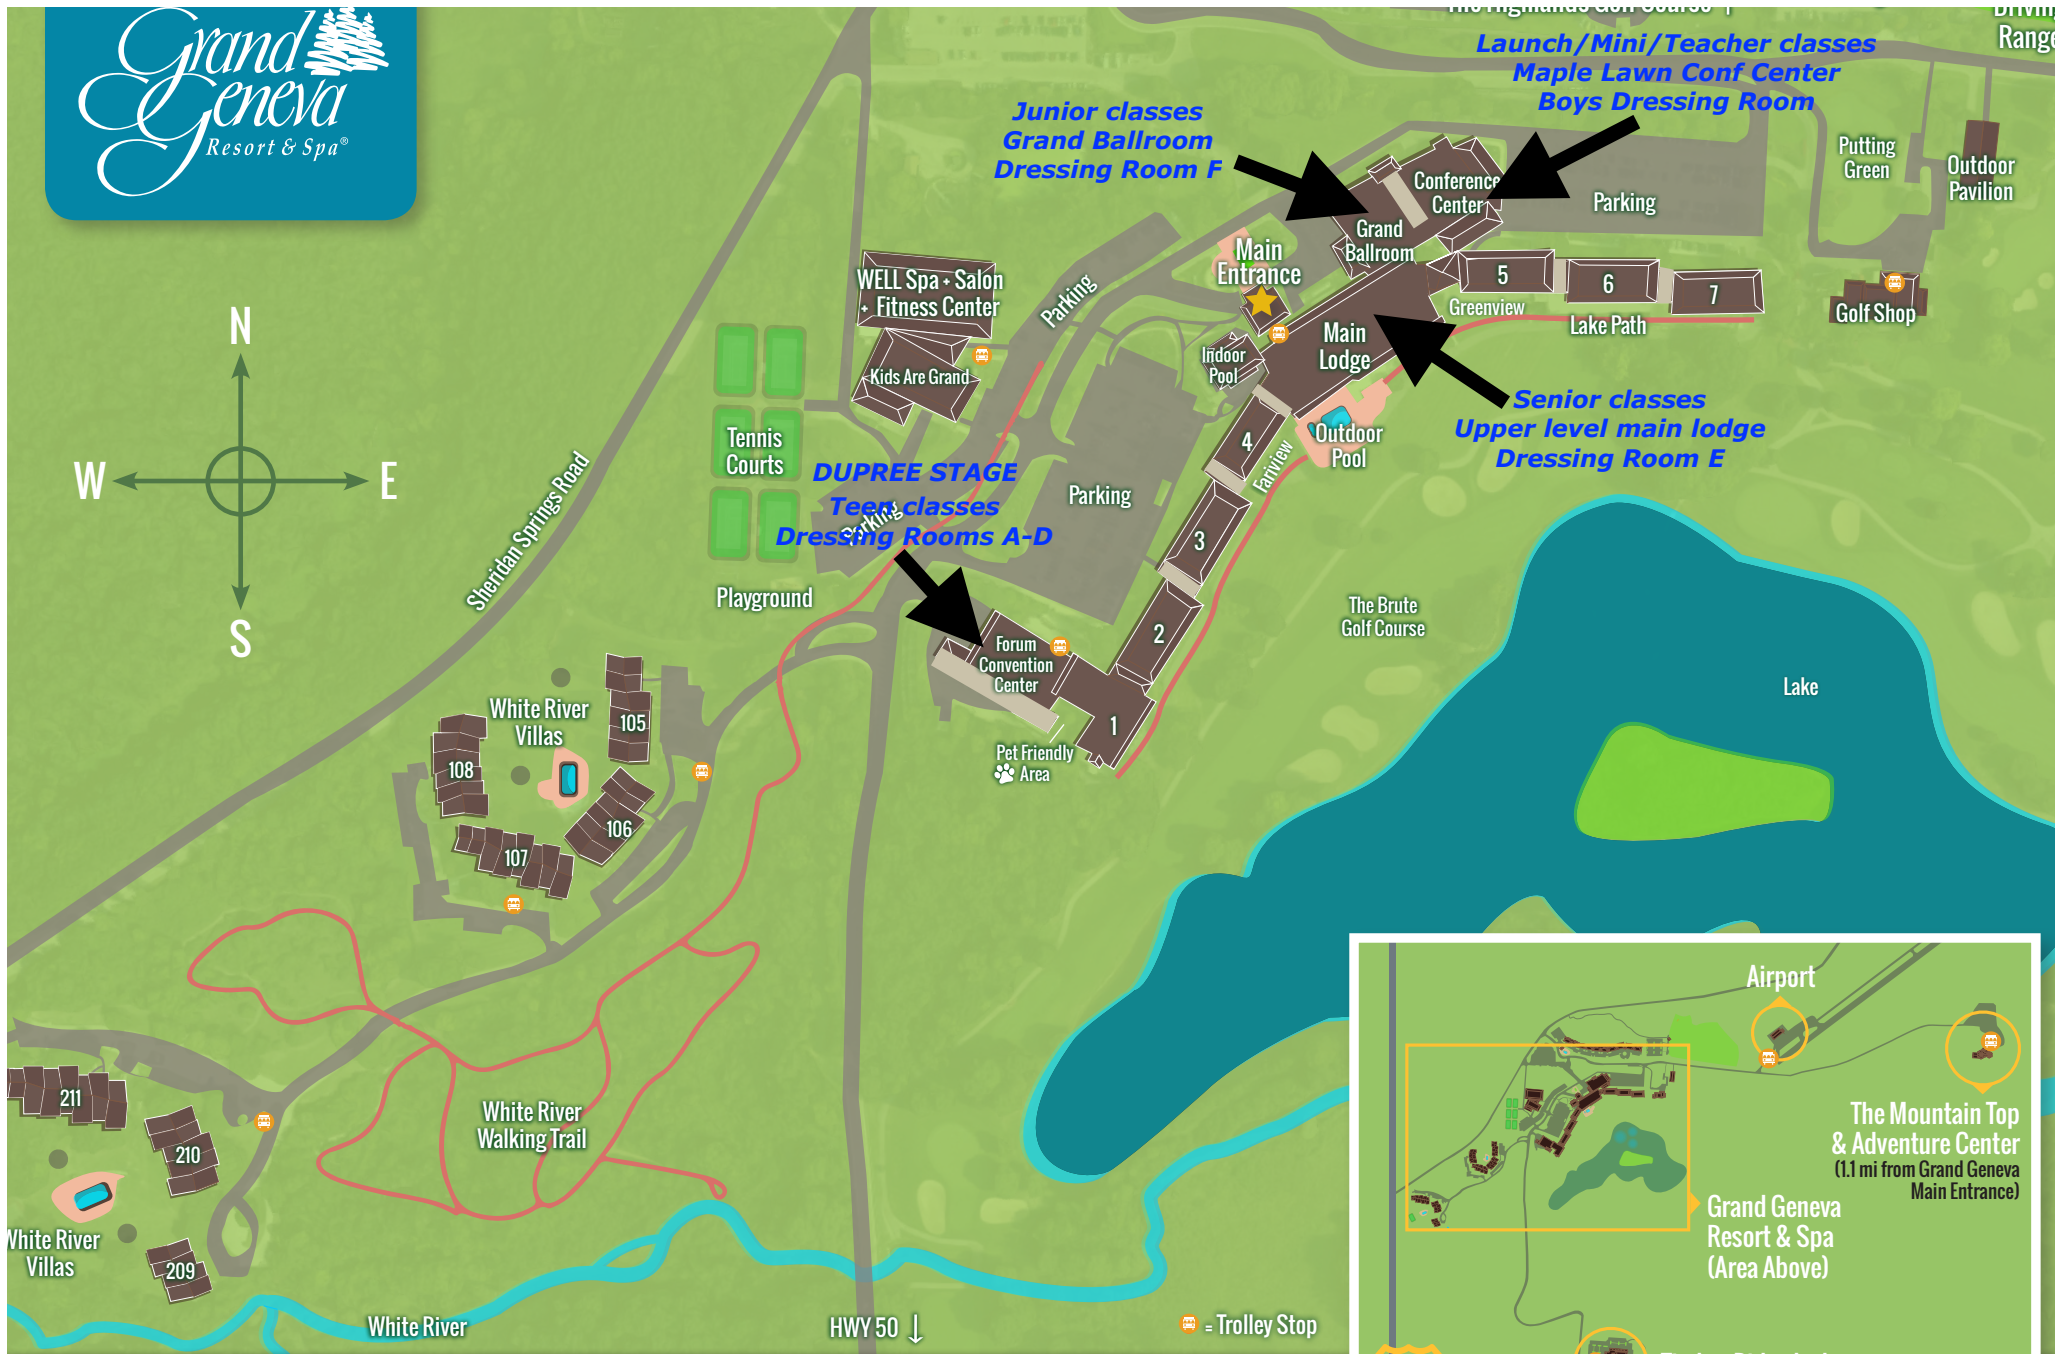 Grand
Geneva
Resort & Spa®
The Highlands Golf Course
Driving
Range
Launch/Mini/Teacher classes
Maple Lawn Conf Center
Boys Dressing Room
Junior classes
Grand Ballroom
Dressing Room F
Putting
Green
Outdoor
Pavilion
Conference
Center
Parking
Grand
Ballroom
Main
Entrance
WELL Spa + Salon
+ Fitness Center
Parking
5
6
7
Greenview
Lake Path
Golf Shop
Main
Lodge
Indoor
Pool
Kids Are Grand
N
W
E
S
Sheridan Springs Road
Tennis
Courts
Senior classes
Upper level main lodge
Dressing Room E
Outdoor
Pool
4
Fariview
DUPREE STAGE
Teen classes
Dressing Rooms A-D
Parking
Parking
3
Playground
The Brute
Golf Course
2
Forum
Convention
Center
1
Pet Friendly
Area
Lake
White River
Villas
105
108
106
107
White River
Walking Trail
211
210
White River
Villas
209
White River
HWY 50 ↓
= Trolley Stop
Airport
The Mountain Top
& Adventure Center
(1.1 mi from Grand Geneva
Main Entrance)
Grand Geneva
Resort & Spa
(Area Above)